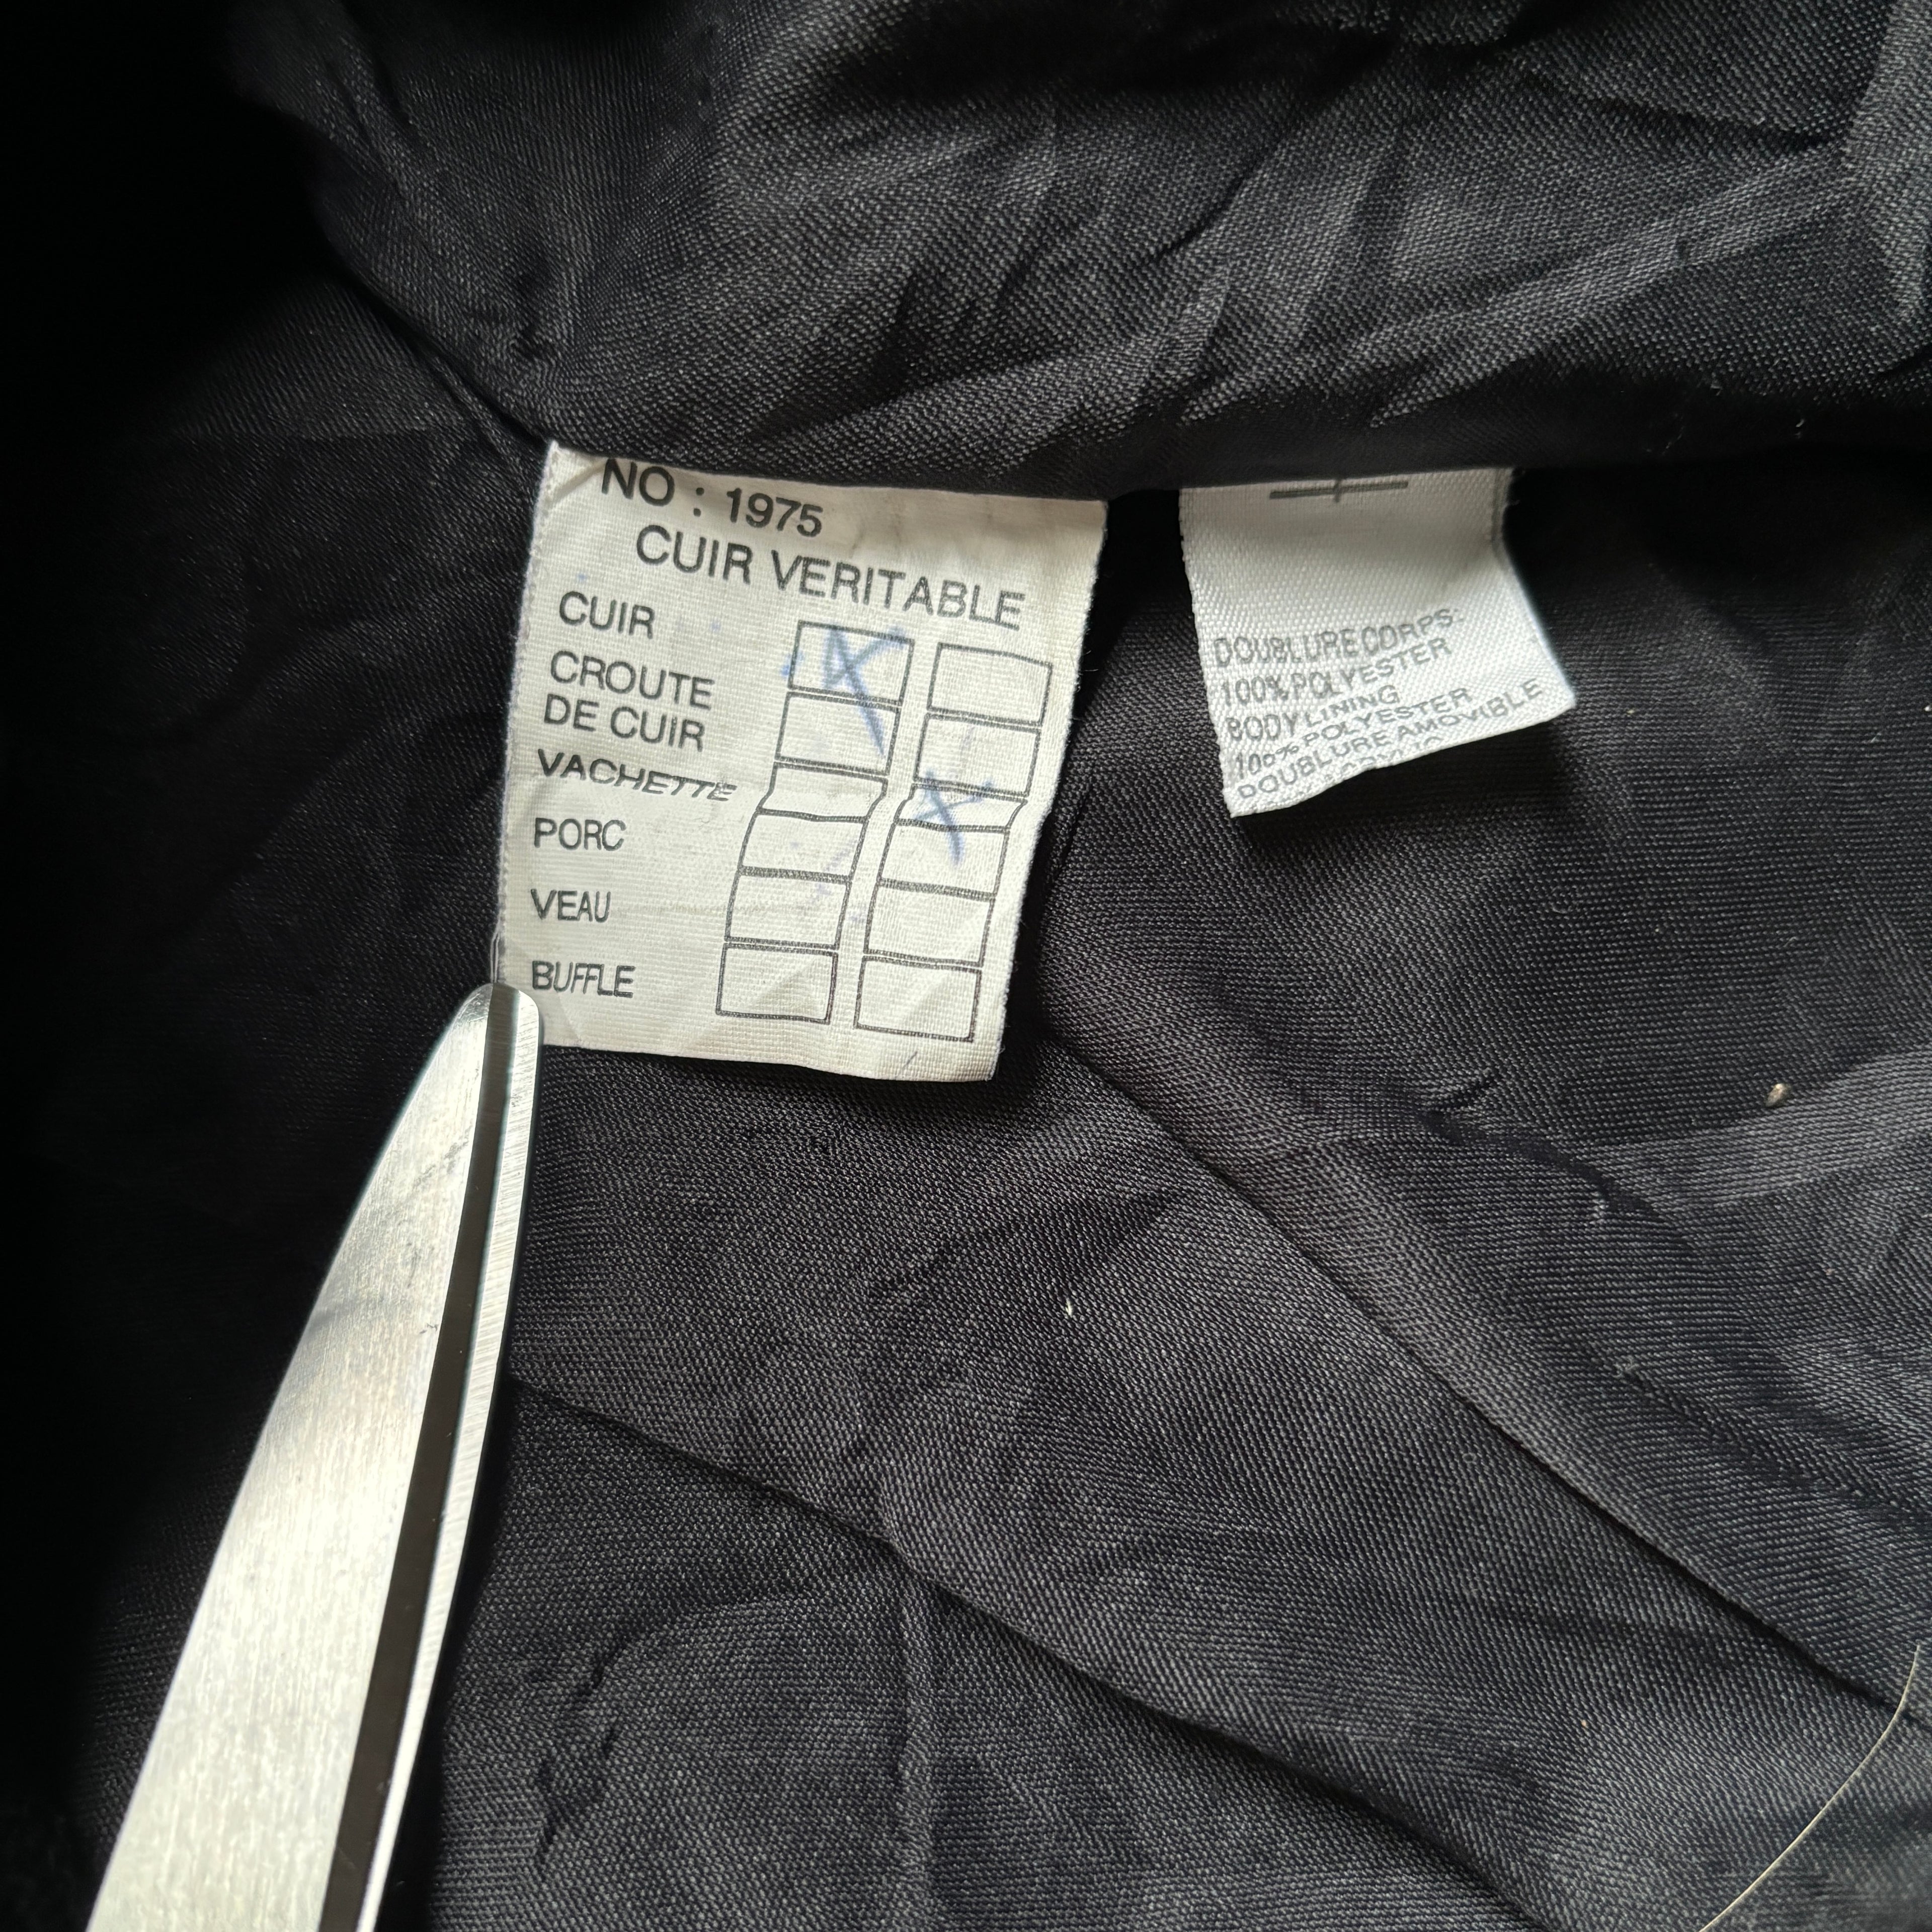 NO : 1975
CUIR VERITABLE
CUIR
CROUTE
DE CUIR
VACHETTE
PORC
VEAU
BUFFLE
DOUBLURE CORPS:
100% POLYESTER
BODY LINING
100% POLYESTER
DOUBLURE AMOVIBLE